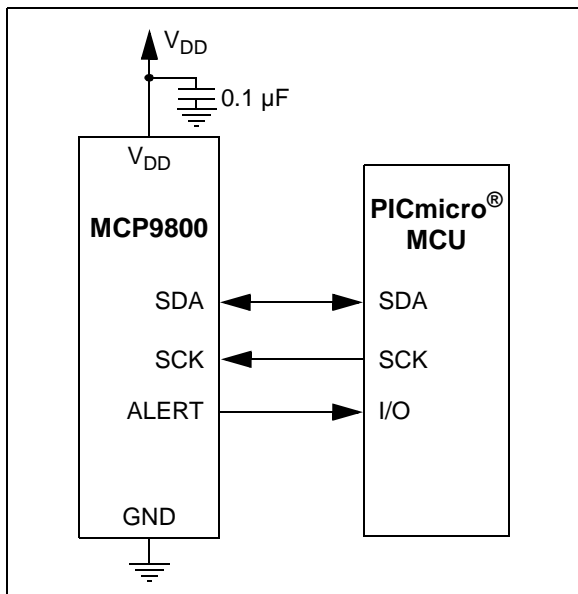 VDD
0.1 µF
VDD
MCP9800
PICmicro®
MCU
SDA
SDA
SCK
SCK
ALERT
I/O
GND